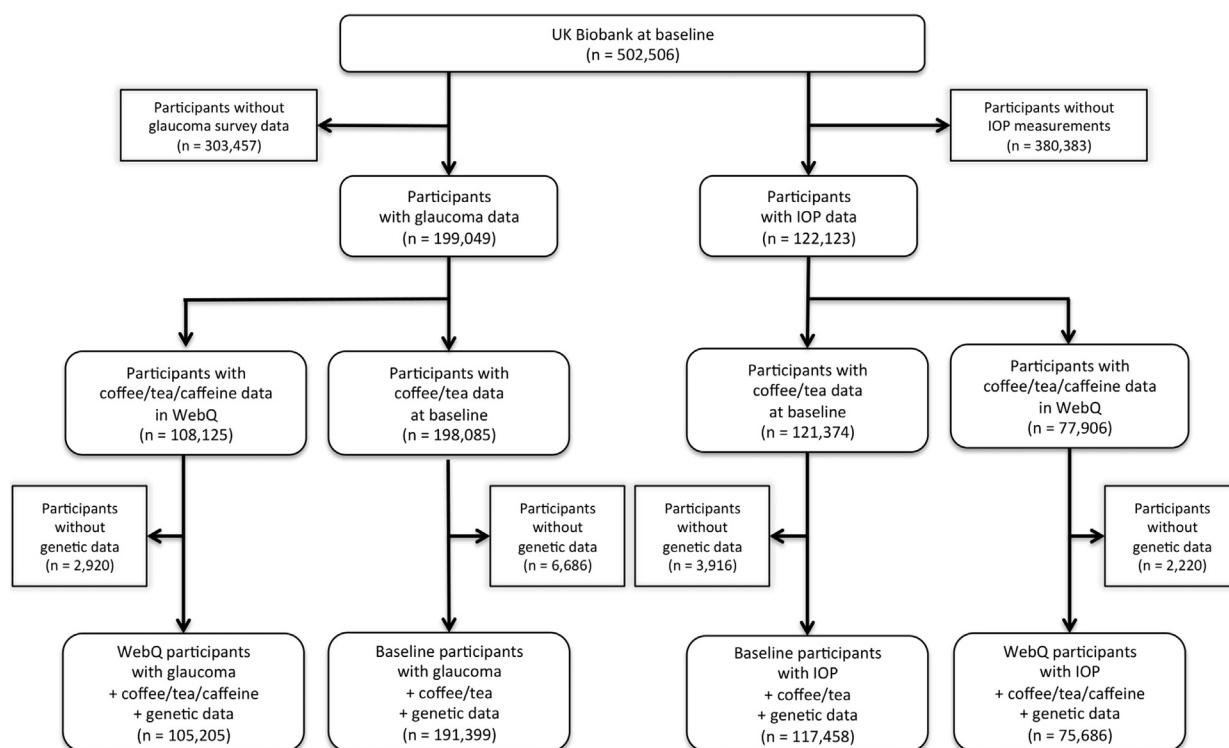 UK Biobank at baseline
(n = 502,506)
Participants without
glaucoma survey data
(n = 303,457)
Participants without
IOP measurements
(n = 380,383)
Participants
with glaucoma data
(n = 199,049)
Participants
with IOP data
(n = 122,123)
Participants with
coffee/tea/caffeine data
in WebQ
(n = 108,125)
Participants with
coffee/tea data
at baseline
(n = 198,085)
Participants with
coffee/tea data
at baseline
(n = 121,374)
Participants with
coffee/tea/caffeine data
in WebQ
(n = 77,906)
Participants
without
genetic data
(n = 2,920)
Participants
without
genetic data
(n = 6,686)
Participants
without
genetic data
(n = 3,916)
Participants
without
genetic data
(n = 2,220)
WebQ participants
with glaucoma
+ coffee/tea/caffeine
+ genetic data
(n = 105,205)
Baseline participants
with glaucoma
+ coffee/tea
+ genetic data
(n = 191,399)
Baseline participants
with IOP
+ coffee/tea
+ genetic data
(n = 117,458)
WebQ participants
with IOP
+ coffee/tea/caffeine
+ genetic data
(n = 75,686)